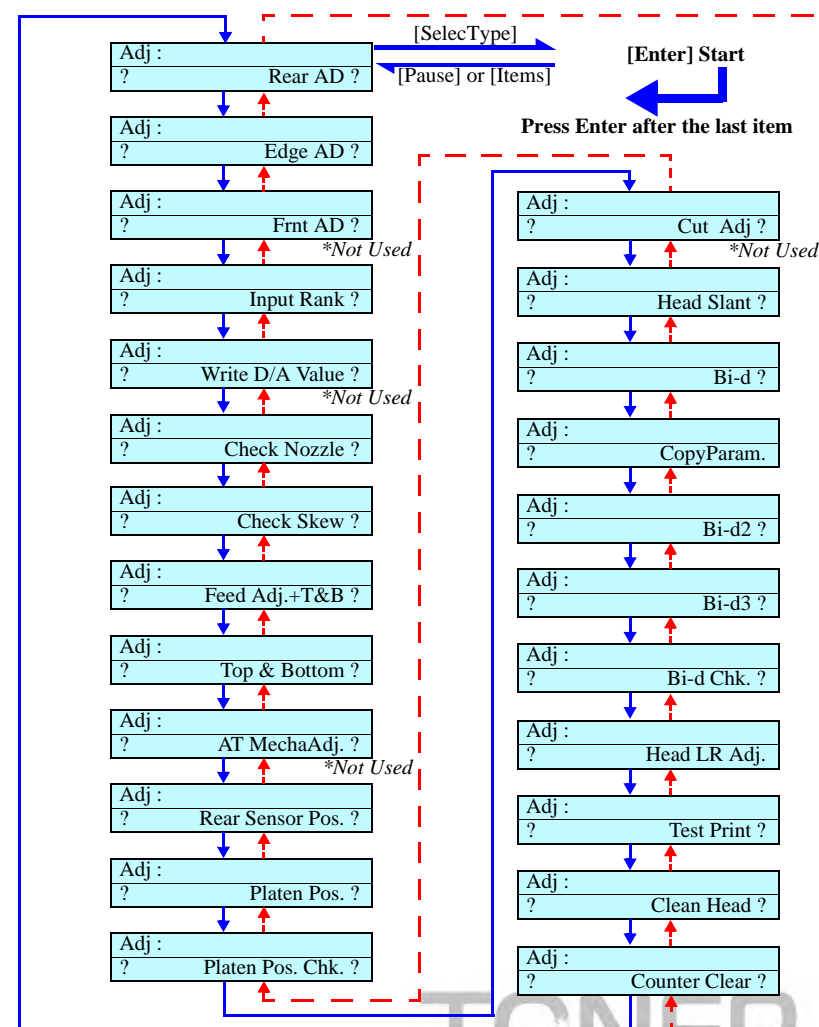 [SelecType]
[Pause] or [Items]
[Enter] Start
Press Enter after the last item
Adj :
? Rear AD ?
Adj :
? Edge AD ?
Adj :
? Frnt AD ?
*Not Used
Adj :
? Input Rank ?
Adj :
? Write D/A Value ?
*Not Used
Adj :
? Check Nozzle ?
Adj :
? Check Skew ?
Adj :
? Feed Adj.+T&B ?
Adj :
? Top & Bottom ?
Adj :
? AT MechaAdj. ?
*Not Used
Adj :
? Rear Sensor Pos. ?
Adj :
? Platen Pos. ?
Adj :
? Platen Pos. Chk. ?
Adj :
? Cut Adj ?
*Not Used
Adj :
? Head Slant ?
Adj :
? Bi-d ?
Adj :
? CopyParam.
Adj :
? Bi-d2 ?
Adj :
? Bi-d3 ?
Adj :
? Bi-d Chk. ?
Adj :
? Head LR Adj.
Adj :
? Test Print ?
Adj :
? Clean Head ?
Adj :
? Counter Clear ?
TONER